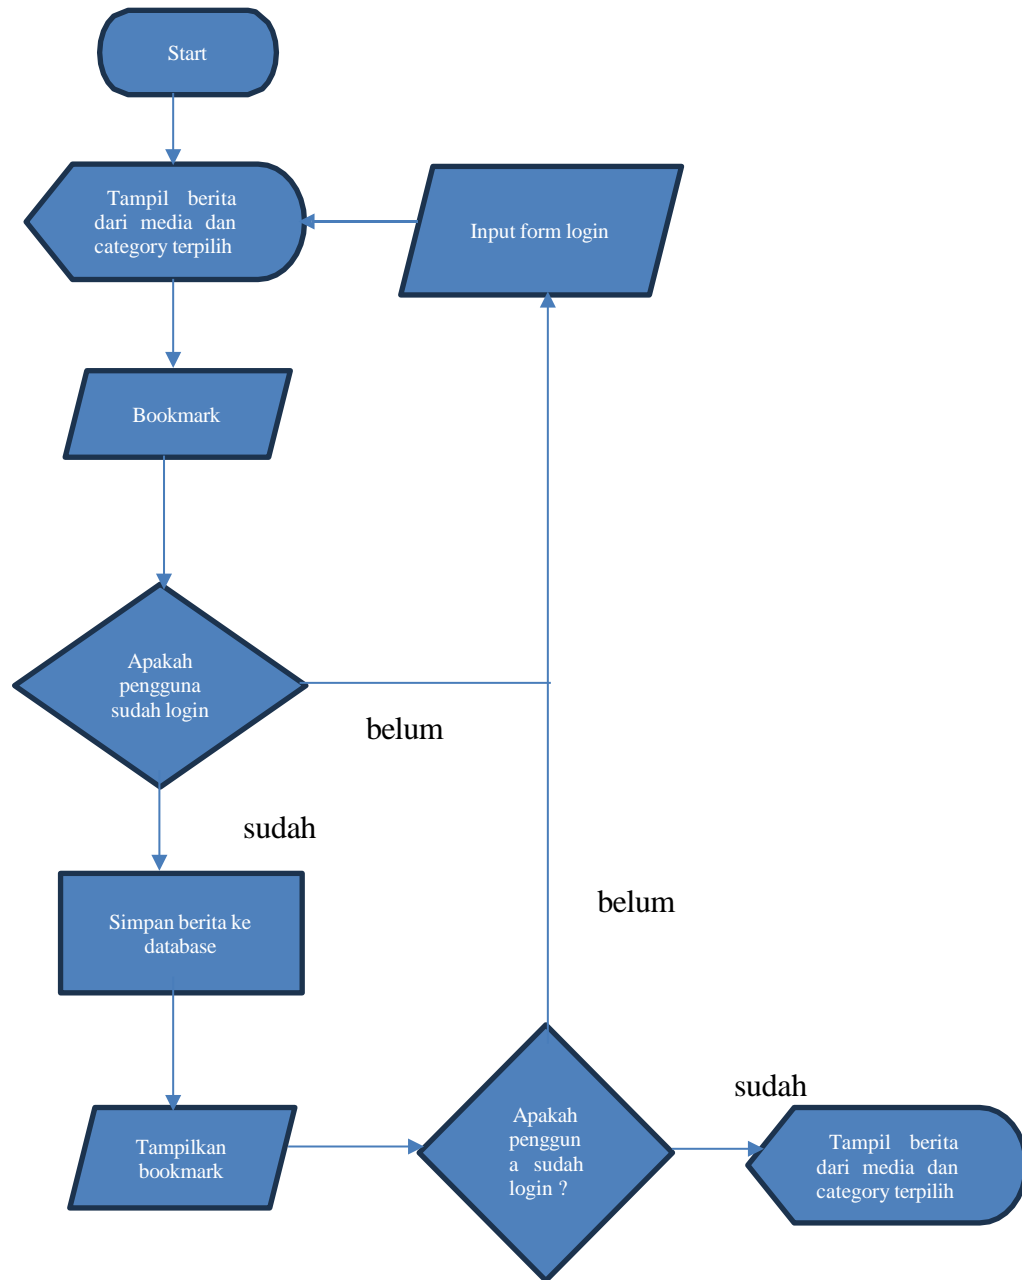 Start
Tampil berita
dari media dan
category terpilih
Input form login
Bookmark
Apakah
pengguna
sudah login
belum
sudah
Simpan berita ke
database
belum
Tampilkan
bookmark
Apakah
penggun
a sudah
login ?
sudah
Tampil berita
dari media dan
category terpilih